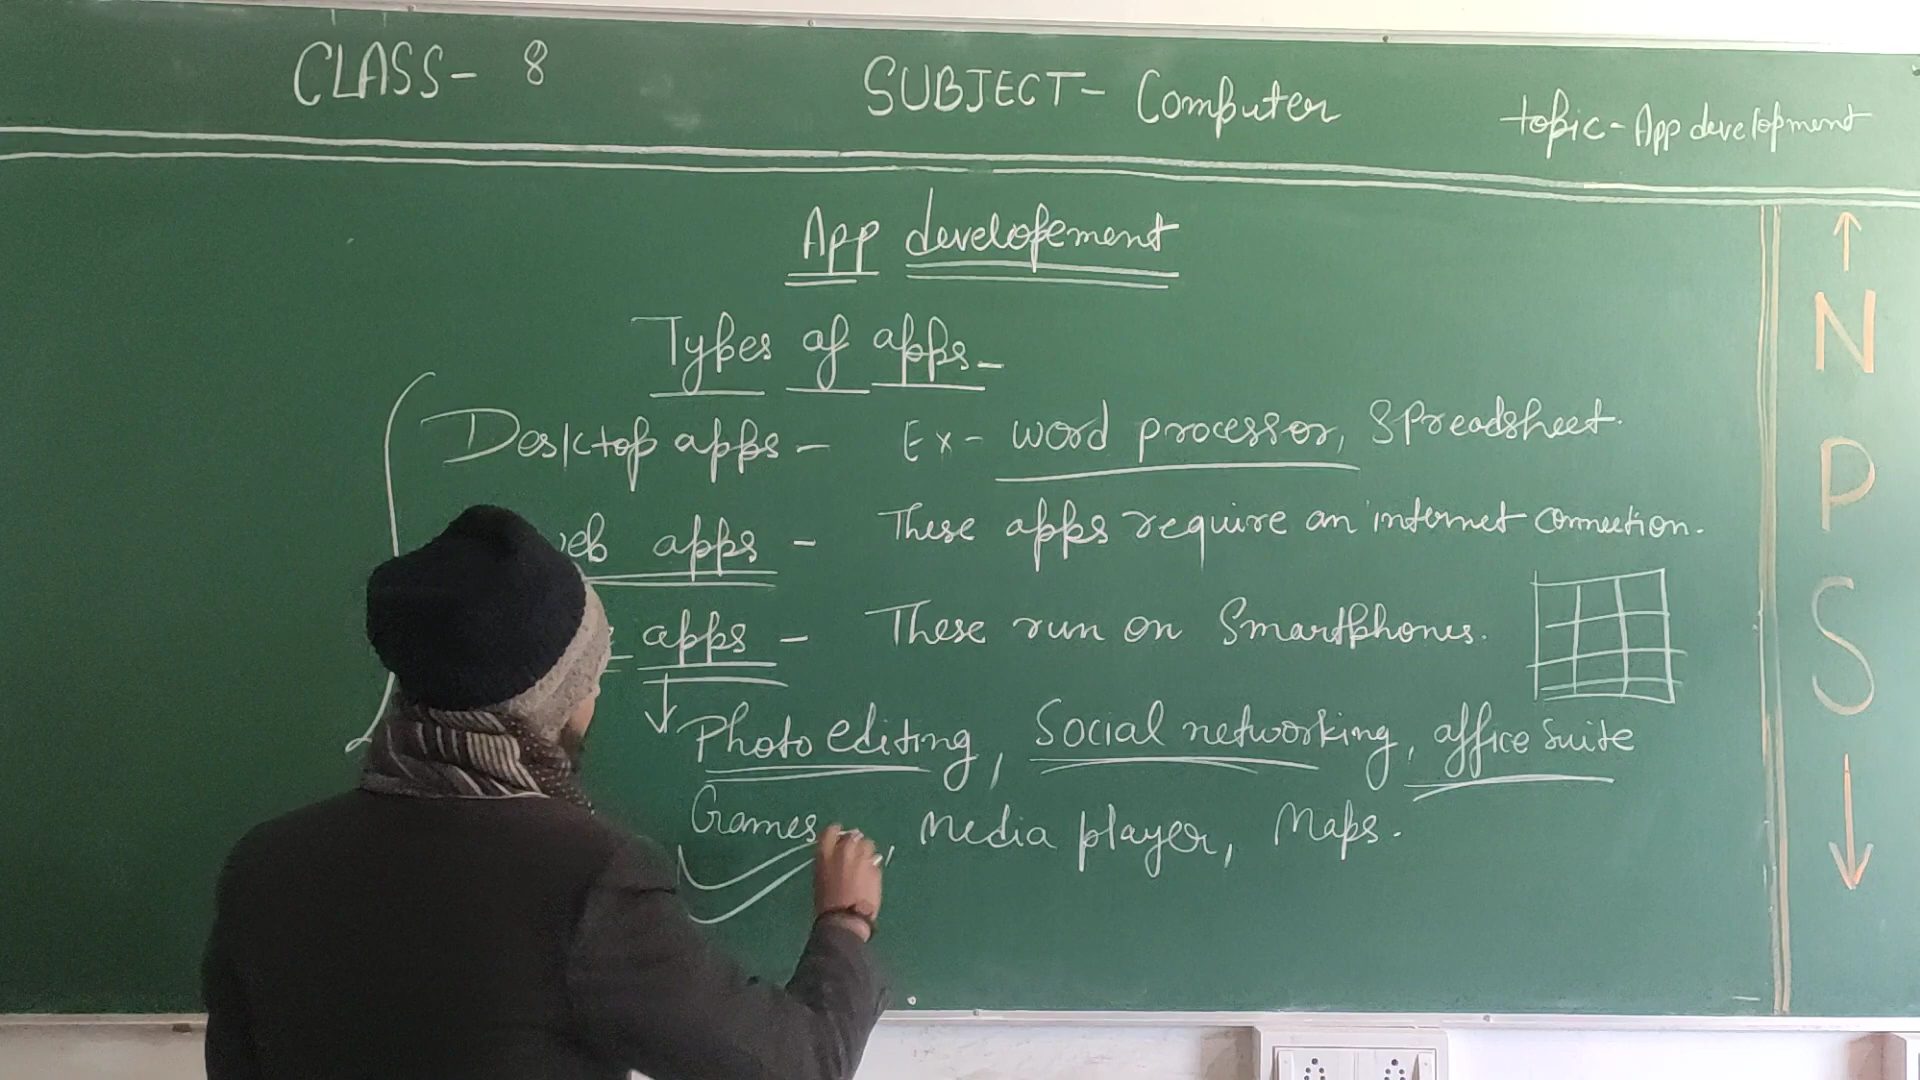 CLASS- 8
SUBJECT- Computer
topic- App development
App developement
Types of apps-
Desktop apps - Ex- word processor, Spreadsheet.
apps - These apps require an internet connection.
apps - These run on Smartphones.
Photo editing, Social networking, office suite
Games, Media player, Maps.
N
P
S